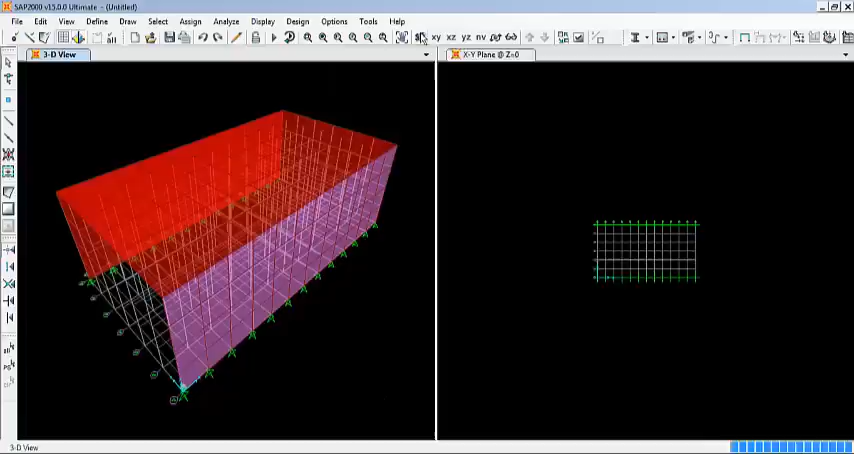 SAP2000 v15.0.0 Ultimate - (Untitled)
File Edit View Define Draw Select Assign Analyze Display Design Options Tools Help
all xy xz yz nv
3-D View
X-Y Plane @ Z=0
3-D View